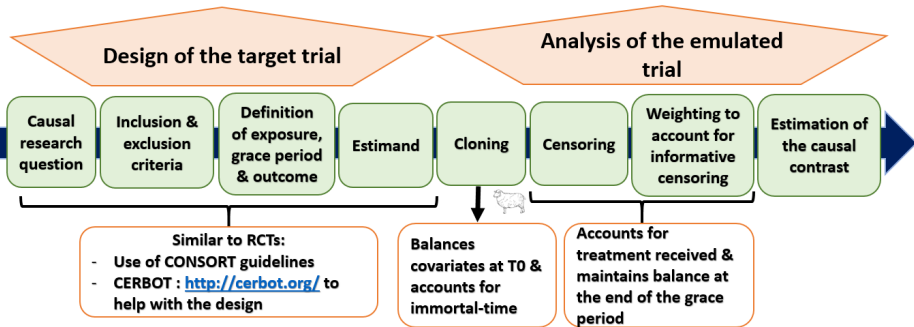 Design of the target trial
Analysis of the emulated
trial
Causal
research
question
Inclusion &
exclusion
criteria
Definition
of exposure,
grace period
& outcome
Estimand
Cloning
Censoring
Weighting to
account for
informative
censoring
Estimation of
the causal
contrast
Similar to RCTs:
- Use of CONSORT guidelines
- CERBOT : http://cerbot.org/ to
help with the design
Balances
covariates at T0 &
accounts for
immortal-time
Accounts for
treatment received &
maintains balance at
the end of the grace
period